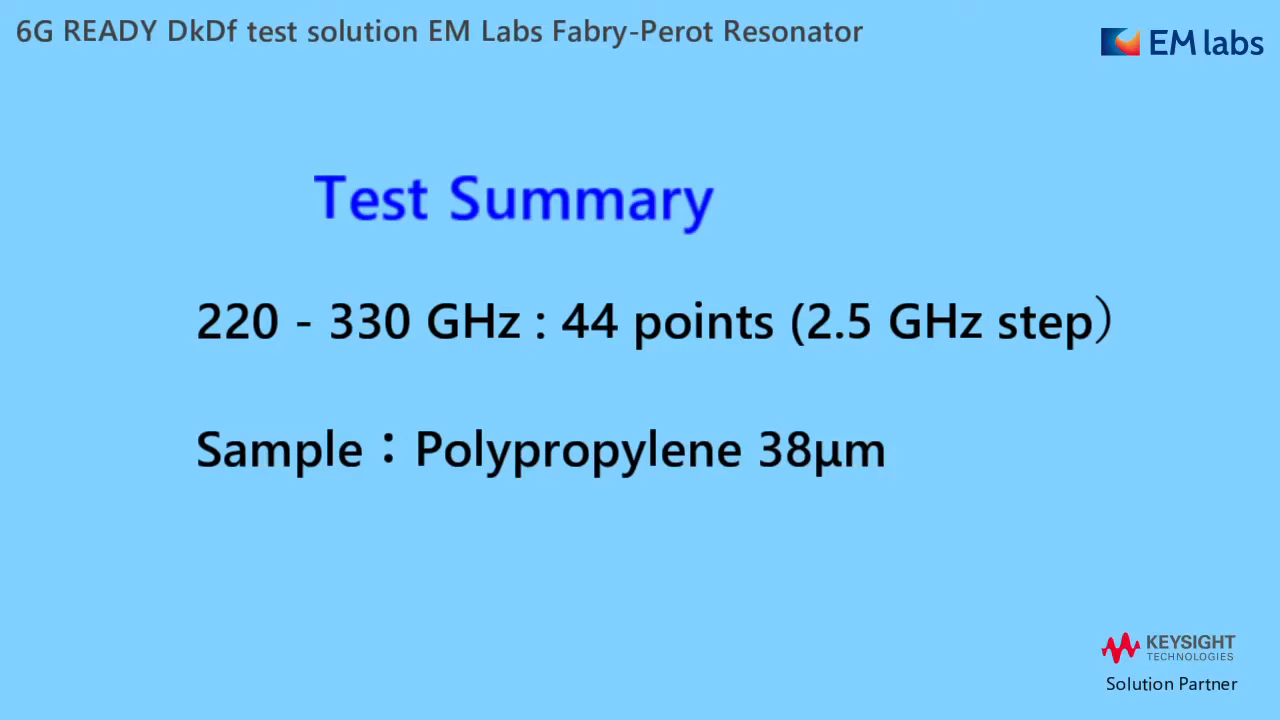 6G READY DkDf test solution EM Labs Fabry-Perot Resonator
EM labs
Test Summary
220 - 330 GHz : 44 points (2.5 GHz step）
Sample：Polypropylene 38µm
KEYSIGHT
TECHNOLOGIES
Solution Partner